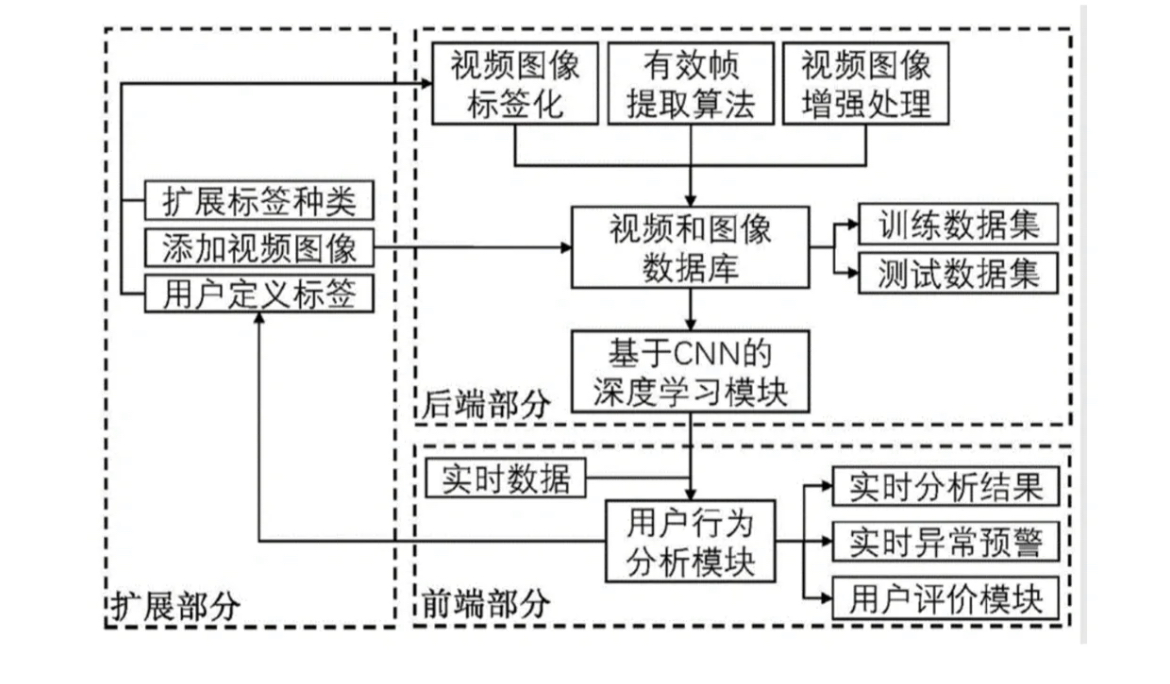 视频图像
标签化
有效帧
提取算法
视频图像
增强处理
扩展标签种类
添加视频图像
用户定义标签
视频和图像
数据库
训练数据集
测试数据集
基于CNN的
深度学习模块
后端部分
实时数据
用户行为
分析模块
实时分析结果
实时异常预警
用户评价模块
扩展部分
前端部分